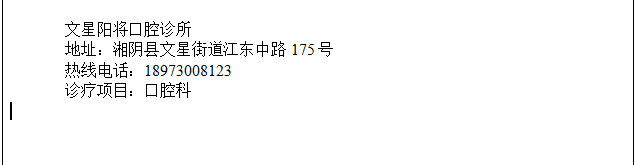 文星阳将口腔诊所
地址：湘阴县文星街道江东中路 175 号
热线电话：18973008123
诊疗项目：口腔科